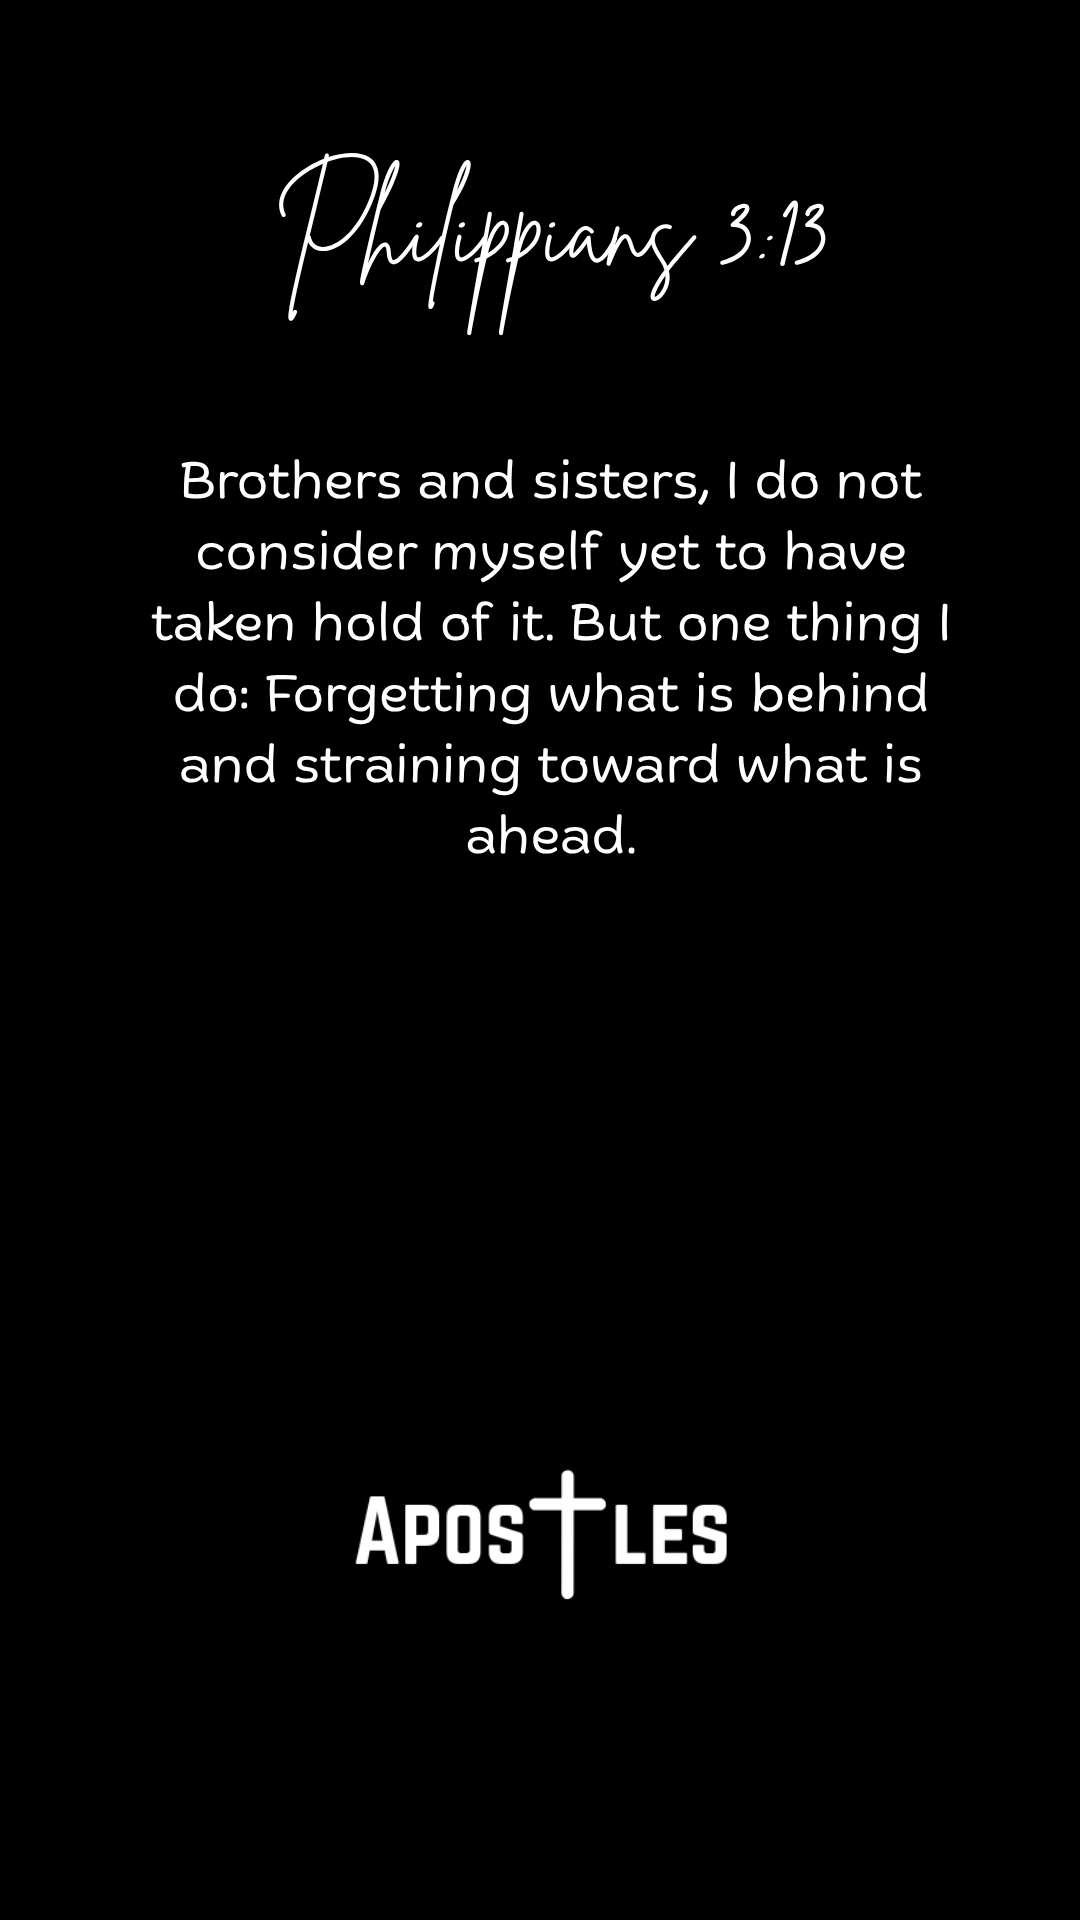 Philippians 3:13
Brothers and sisters, I do not
consider myself yet to have
taken hold of it. But one thing I
do: Forgetting what is behind
and straining toward what is
ahead.
APOSTLES